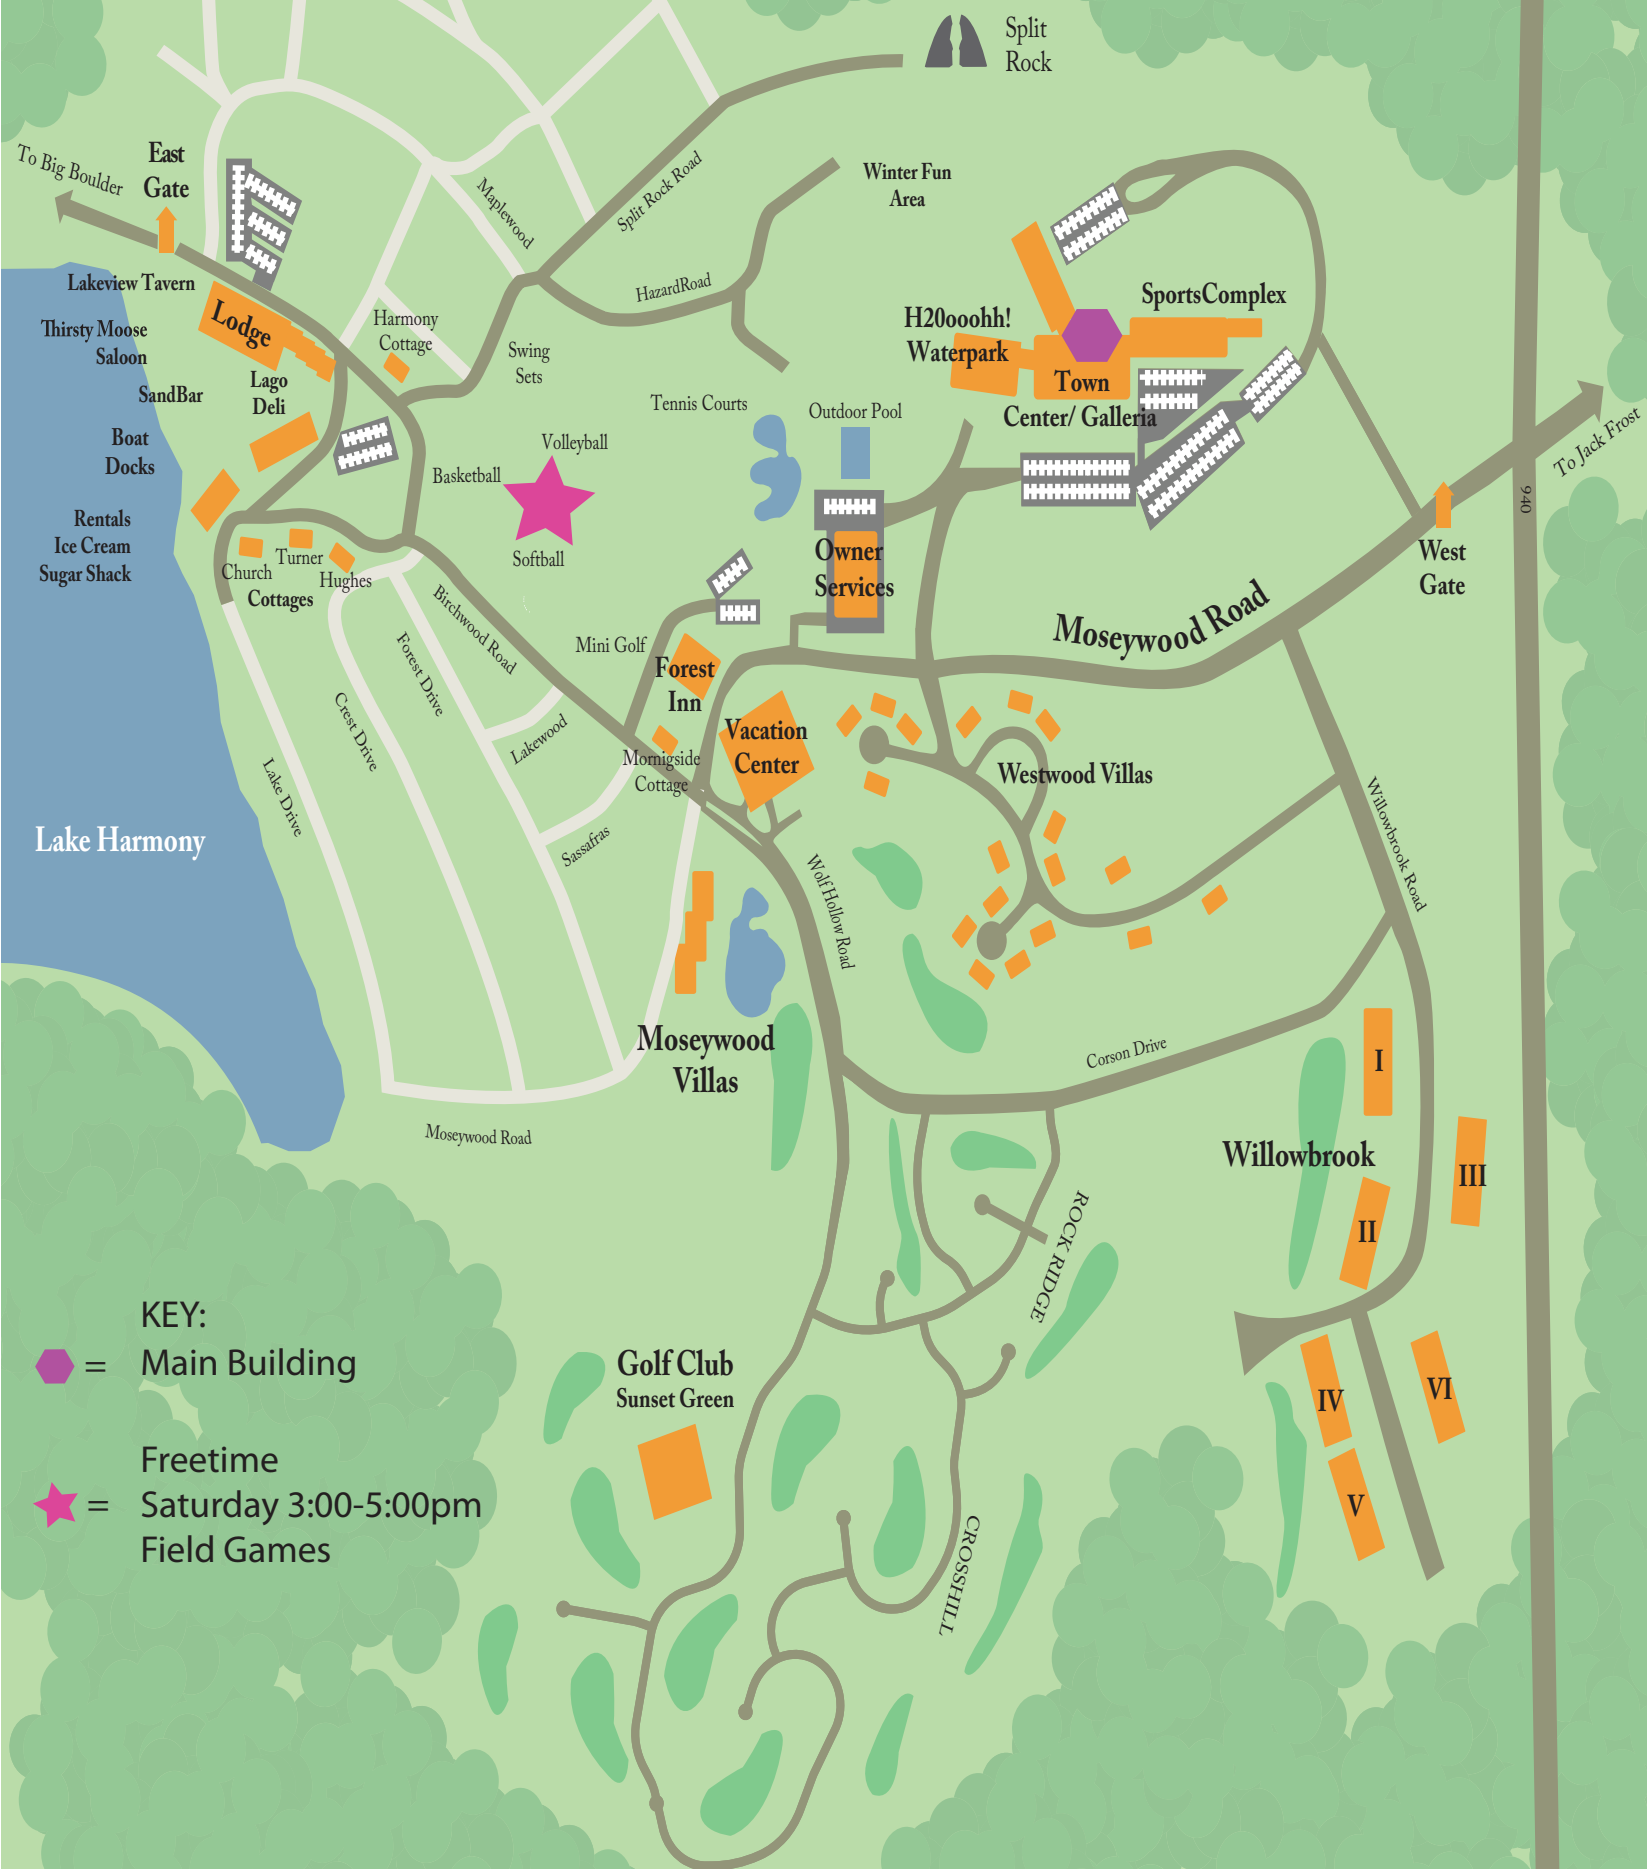 Split
Rock
To Big Boulder
East
Gate
Maplewood
Split Rock Road
Winter Fun
Area
Lakeview Tavern
Lodge
Thirsty Moose
Saloon
SandBar
Lago
Deli
Harmony
Cottage
HazardRoad
Swing
Sets
SportsComplex
H20ooohh!
Waterpark
Town
Center/ Galleria
Tennis Courts
Outdoor Pool
Volleyball
Basketball
Softball
Boat
Docks
To Jack Frost
940
Rentals
Ice Cream
Sugar Shack
Church
Turner
Hughes
Cottages
Owner
Services
West
Gate
Moseywood Road
Birchwood Road
Mini Golf
Forest
Inn
Forest Drive
Crest Drive
Lakewood
Vacation
Center
Mornigside
Cottage
Westwood Villas
Lake Drive
Lake Harmony
Sassafras
Wolf Hollow Road
Willowbrook Road
Moseywood
Villas
Corson Drive
Moseywood Road
Willowbrook
I
III
II
ROCK RIDGE
KEY:
= Main Building
Golf Club
Sunset Green
IV
VI
V
Freetime
= Saturday 3:00-5:00pm
Field Games
CROSSHILL